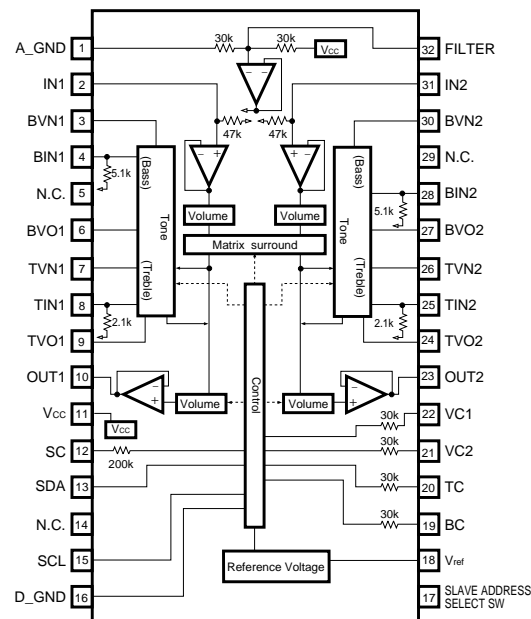 A_GND 1
IN1 2
BVN1 3
BIN1 4
N.C. 5
BVO1 6
TVN1 7
TIN1 8
TVO1 9
OUT1 10
Vcc 11
SC 12
SDA 13
N.C. 14
SCL 15
D_GND 16
30k 30k
Vcc
47k 47k
5.1k
(Bass)
Tone
(Treble)
2.1k
Volume Volume
Matrix surround
(Bass)
Tone
(Treble)
5.1k
2.1k
Volume Volume
Control
Vcc
200k
30k
30k
30k
30k
Reference Voltage
32 FILTER
31 IN2
30 BVN2
29 N.C.
28 BIN2
27 BVO2
26 TVN2
25 TIN2
24 TVO2
23 OUT2
22 VC1
21 VC2
20 TC
19 BC
18 Vref
17 SLAVE ADDRESS
SELECT SW